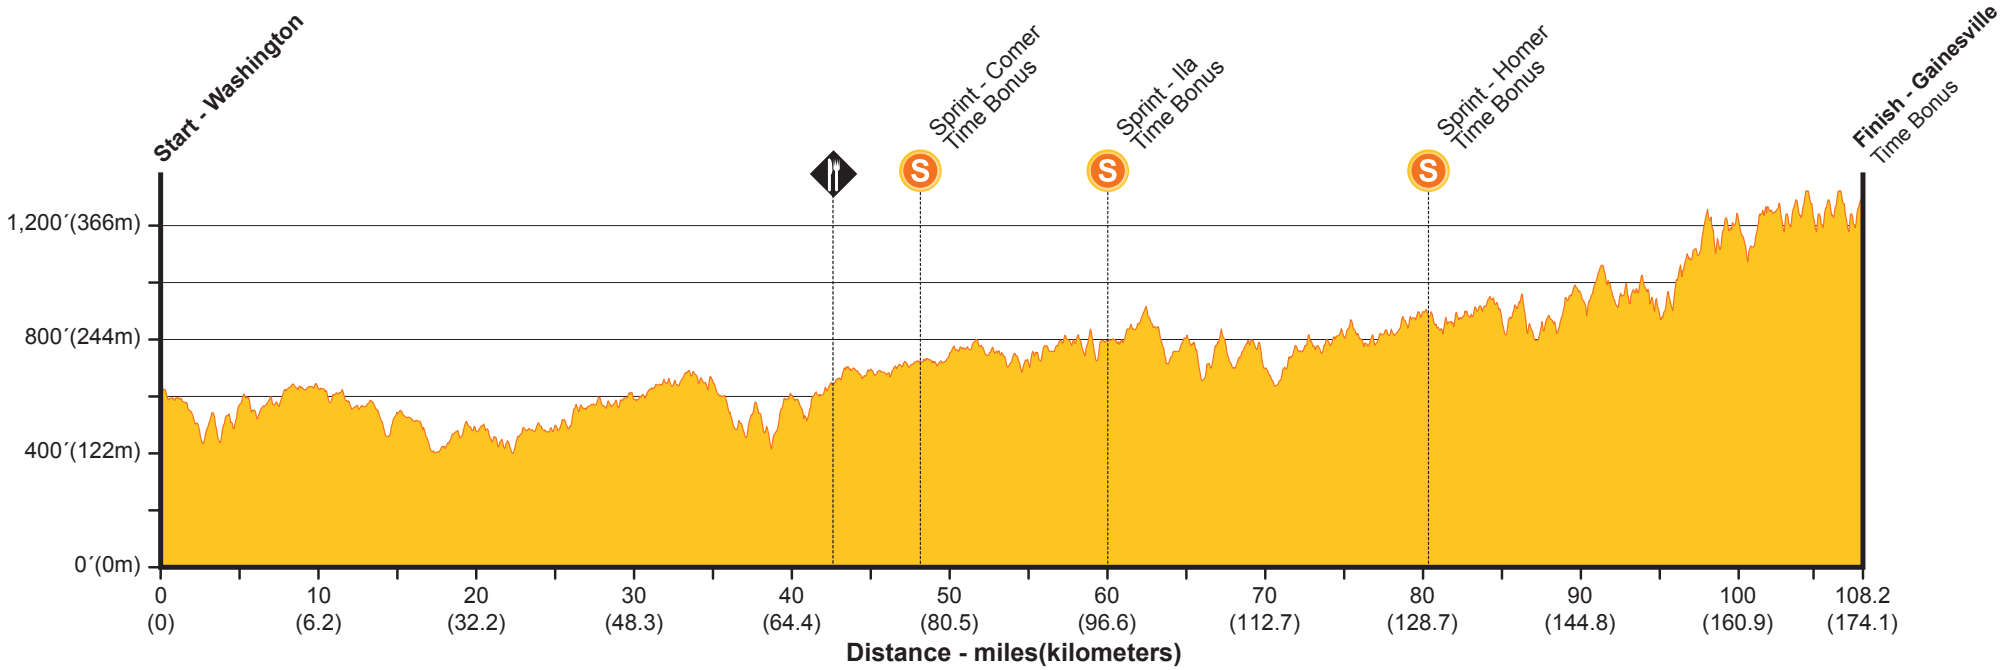 Start - Washington
Sprint - Comer
Time Bonus
Sprint - Ila
Time Bonus
Sprint - Homer
Time Bonus
Finish - Gainesville
Time Bonus
S
S
S
1,200´(366m)
800´(244m)
400´(122m)
0´(0m)
0 10 20 30 40 50 60 70 80 90 100 108.2
(0) (6.2) (32.2) (48.3) (64.4) (80.5) (96.6) (112.7) (128.7) (144.8) (160.9) (174.1)
Distance - miles(kilometers)